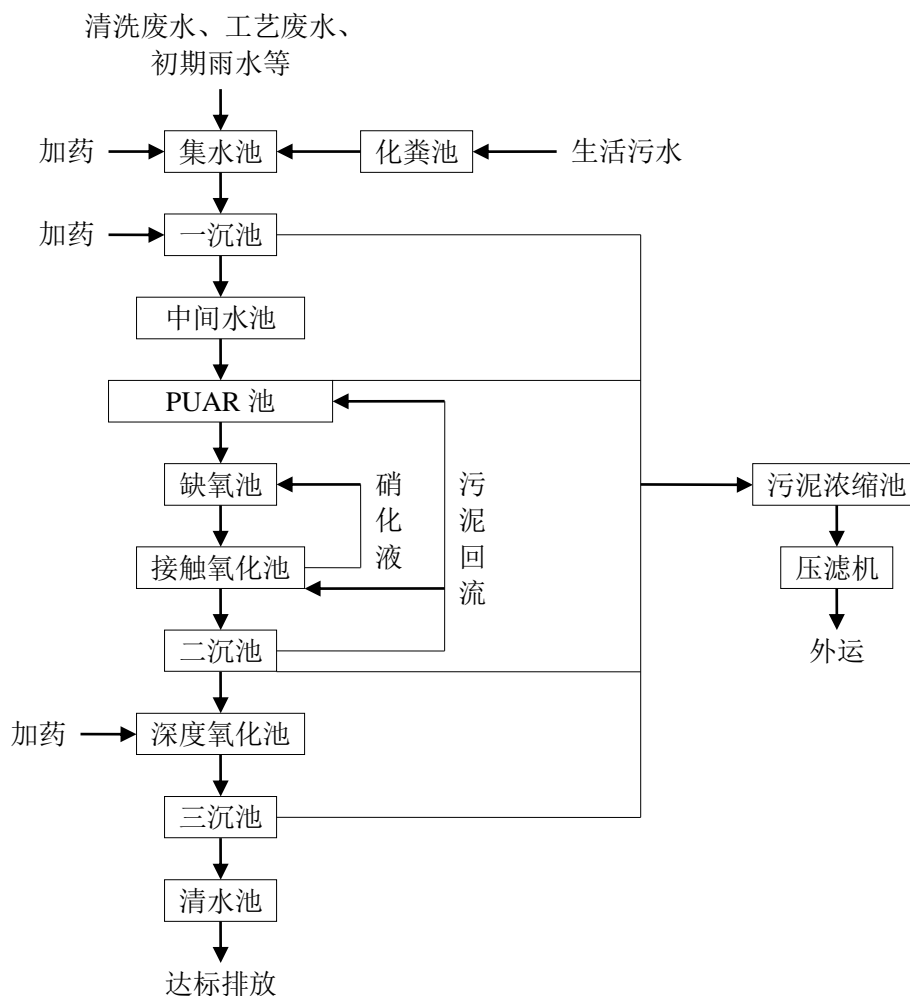 清洗废水、工艺废水、
初期雨水等
加药
集水池
化粪池
生活污水
加药
一沉池
中间水池
PUAR 池
缺氧池
硝化液
污泥回流
污泥浓缩池
接触氧化池
压滤机
二沉池
外运
加药
深度氧化池
三沉池
清水池
达标排放